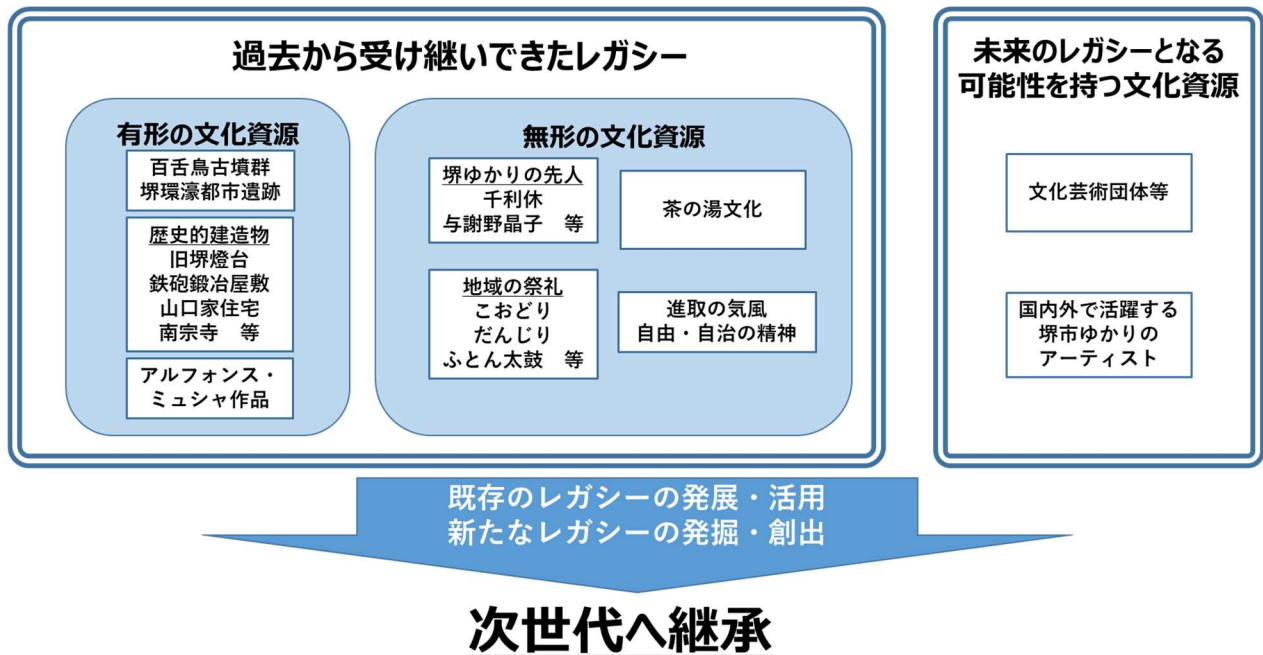 過去から受け継いできたレガシー
有形の文化資源
百舌鳥古墳群
堺環濠都市遺跡
歴史的建造物
旧堺燈台
鉄砲鍛冶屋敷
山口家住宅
南宗寺　等
アルフォンス・
ミュシャ作品
無形の文化資源
堺ゆかりの先人
千利休
与謝野晶子　等
茶の湯文化
地域の祭礼
こおどり
だんじり
ふとん太鼓　等
進取の気風
自由・自治の精神
未来のレガシーとなる
可能性を持つ文化資源
文化芸術団体等
国内外で活躍する
堺市ゆかりの
アーティスト
既存のレガシーの発展・活用
新たなレガシーの発掘・創出
次世代へ継承